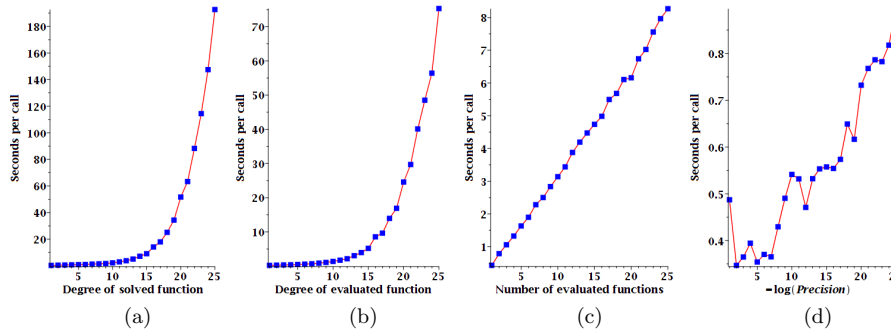 Seconds per call
180
160
140
120
100
80
60
40
20
5 10 15 20 25
Degree of solved function
(a)
Seconds per call
70
60
50
40
30
20
10
5 10 15 20 25
Degree of evaluated function
(b)
Seconds per call
8
7
6
5
4
3
2
1
5 10 15 20 25
Number of evaluated functions
(c)
Seconds per call
0.8
0.7
0.6
0.5
0.4
5 10 15 20
−log(Precision)
(d)